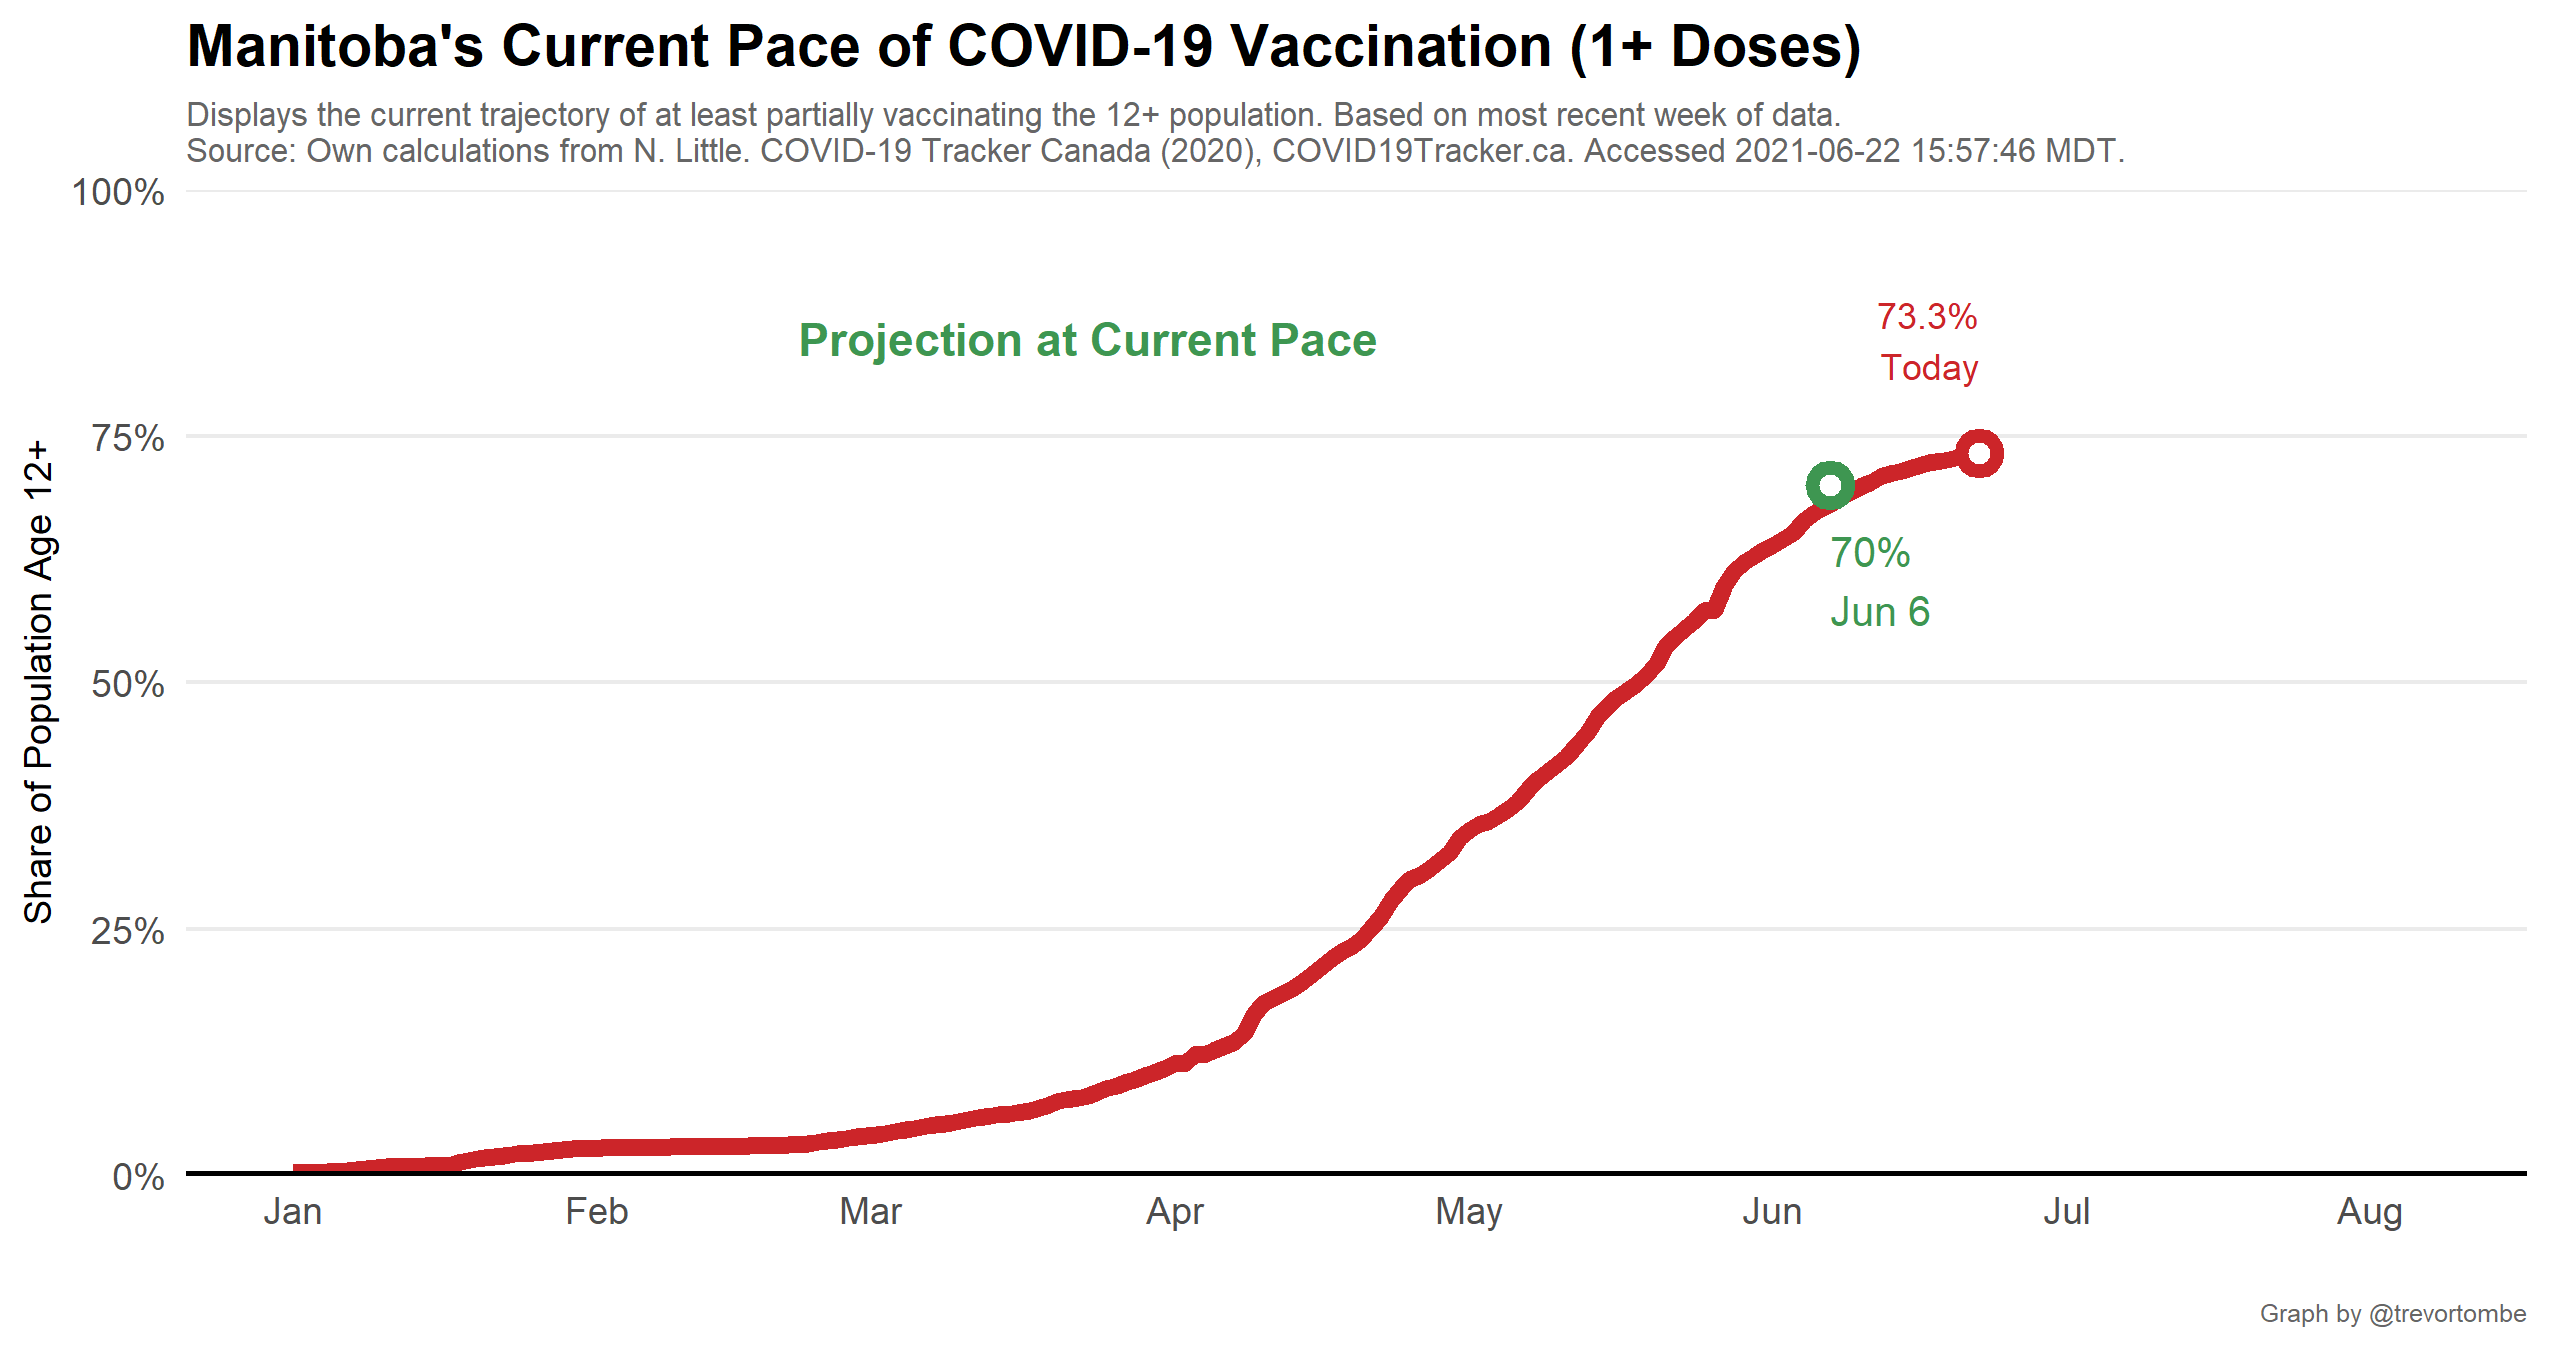 Manitoba's Current Pace of COVID-19 Vaccination (1+ Doses)
Displays the current trajectory of at least partially vaccinating the 12+ population. Based on most recent week of data.
Source: Own calculations from N. Little. COVID-19 Tracker Canada (2020), COVID19Tracker.ca. Accessed 2021-06-22 15:57:46 MDT.
Share of Population Age 12+
100%
75%
50%
25%
0%
Projection at Current Pace
73.3%
Today
70%
Jun 6
Jan
Feb
Mar
Apr
May
Jun
Jul
Aug
Graph by @trevortombe